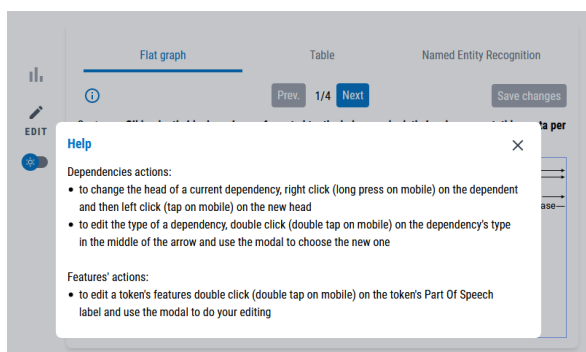 Flat graph Table Named Entity Recognition
Prev. 1/4 Next Save changes
EDIT
ta per
Help
Dependencies actions:
• to change the head of a current dependency, right click (long press on mobile) on the dependent
and then left click (tap on mobile) on the new head
• to edit the type of a dependency, double click (double tap on mobile) on the dependency's type
in the middle of the arrow and use the modal to choose the new one
ase
Features' actions:
• to edit a token's features double click (double tap on mobile) on the token's Part Of Speech
label and use the modal to do your editing